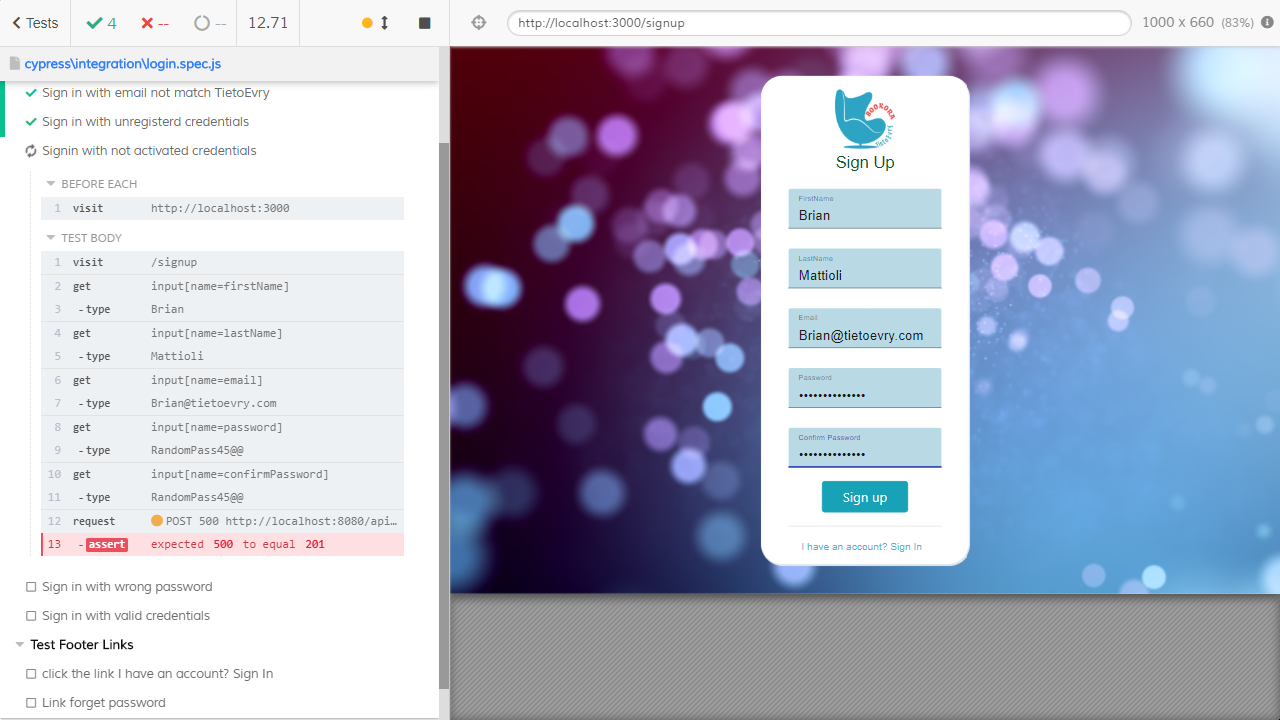 Tests
4
--
--
12.71
cypress\integration\login.spec.js
Sign in with email not match TietoEvry
Sign in with unregisterd credentials
Signin with not activated credentials
BEFORE EACH
1 visit http://localhost:3000
TEST BODY
1 visit /signup
2 get input[name=firstName]
3 -type Brian
4 get input[name=lastName]
5 -type Mattioli
6 get input[name=email]
7 -type Brian@tietoevry.com
8 get input[name=password]
9 -type RandomPass45@@
10 get input[name=confirmPassword]
11 -type RandomPass45@@
12 request POST 500 http://localhost:8080/api…
13 -assert expected 500 to equal 201
Sign in with wrong password
Sign in with valid credentials
Test Footer Links
click the link I have an account? Sign In
Link forget password
http://localhost:3000/signup
1000 x 660 (83%)
BOOKORA
TietoEvry
Sign Up
FirstName
Brian
LastName
Mattioli
Email
Brian@tietoevry.com
Password
••••••••••••••
Confirm Password
••••••••••••••
Sign up
I have an account? Sign In